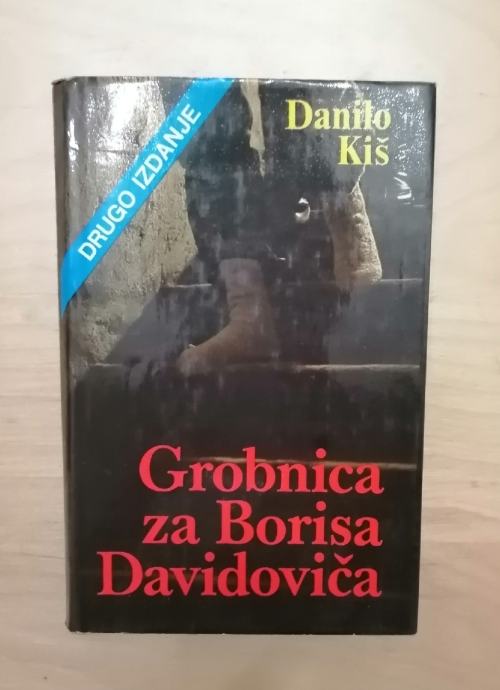 DRUGO IZDANJE
Danilo
Kiš
Grobnica
za Borisa
Davidoviča